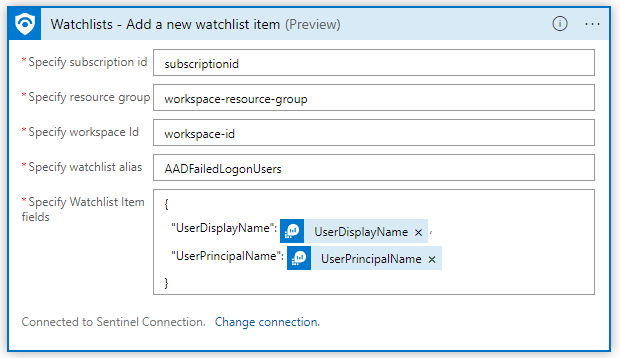 Watchlists - Add a new watchlist item (Preview)
*Specify subscription id subscriptionid
*Specify resource group workspace-resource-group
*Specify workspace Id workspace-id
*Specify watchlist alias AADFailedLogonUsers
*Specify Watchlist Item fields
{
"UserDisplayName": UserDisplayName × ,
"UserPrincipalName": UserPrincipalName ×
}
Connected to Sentinel Connection. Change connection.